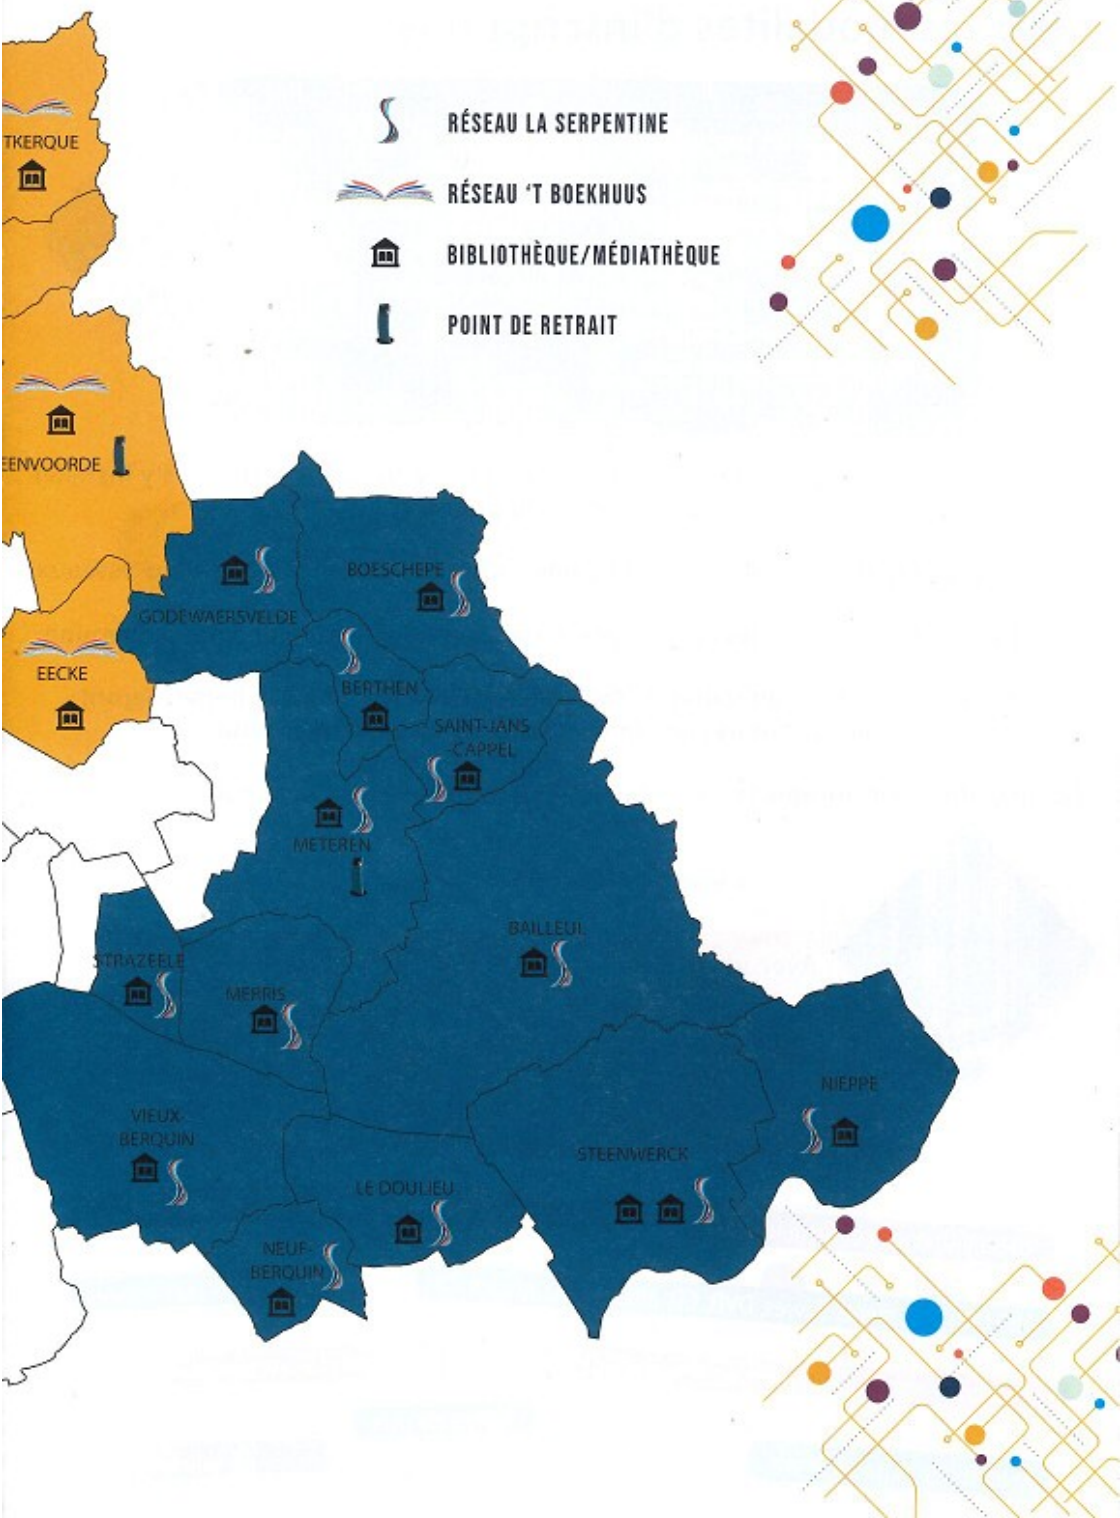 RÉSEAU LA SERPENTINE
RÉSEAU ‘T BOEKHUUS
BIBLIOTHÈQUE/MÉDIATHÈQUE
POINT DE RETRAIT
TKERQUE
EENVOORDE
EECKE
GODEWAERSVELDE
BOESCHEPE
BERTHEN
SAINT-JANS
-CAPPEL
METEREN
BAILLEUL
STRAZEELE
MERRIS
NIEPPE
VIEUX-
BERQUIN
STEENWERCK
LE DOULIEU
NEUF-
BERQUIN